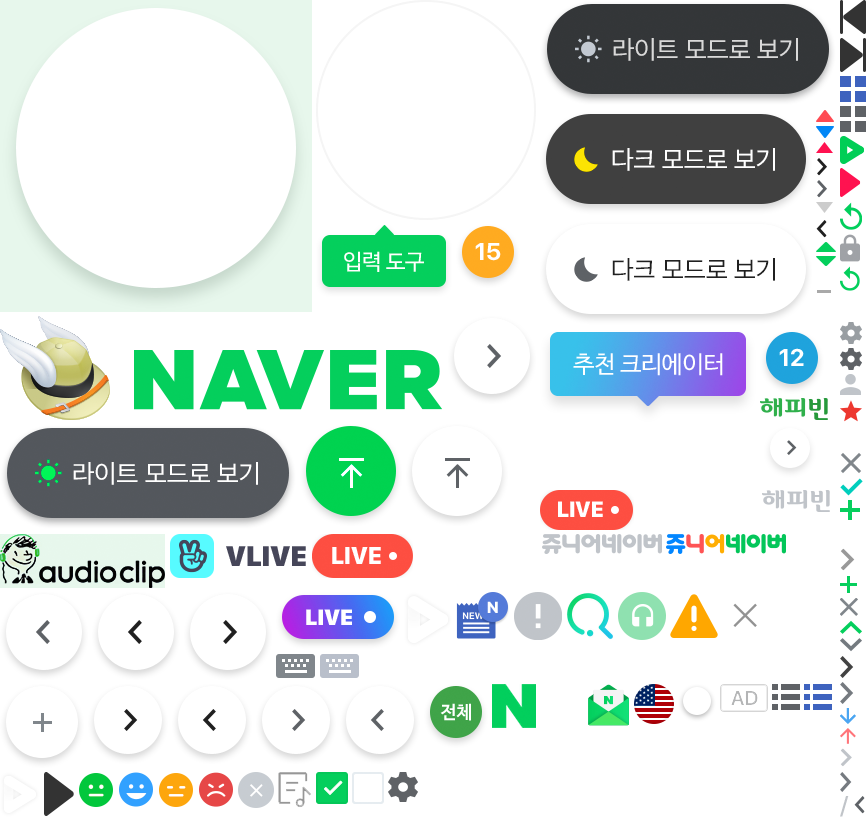 라이트 모드로 보기
다크 모드로 보기
입력 도구
15
다크 모드로 보기
NAVER
추천 크리에이터
12
해피빈
라이트 모드로 보기
해피빈
LIVE
쥬니어네이버
쥬니어네이버
audioclip
VLIVE
LIVE
LIVE
NEWS
N
전체
N
N
AD